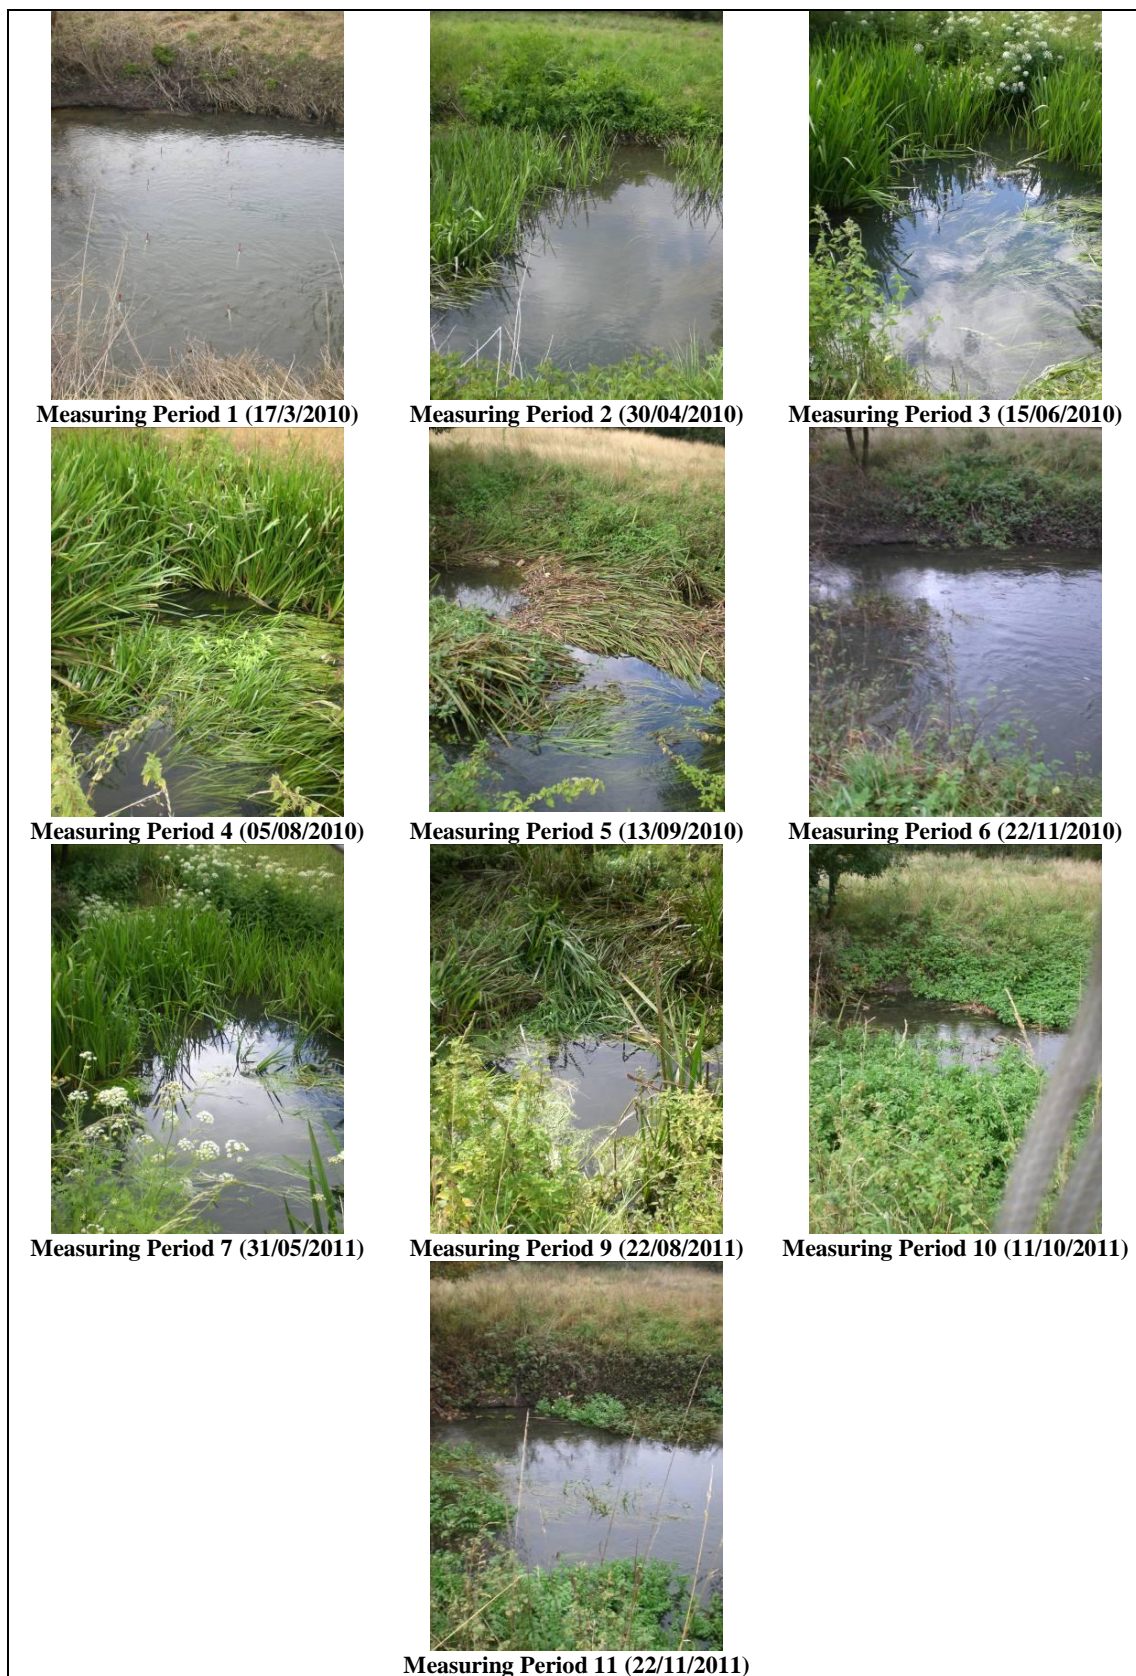 Measuring Period 1 (17/3/2010)
Measuring Period 2 (30/04/2010)
Measuring Period 3 (15/06/2010)
Measuring Period 4 (05/08/2010)
Measuring Period 5 (13/09/2010)
Measuring Period 6 (22/11/2010)
Measuring Period 7 (31/05/2011)
Measuring Period 9 (22/08/2011)
Measuring Period 10 (11/10/2011)
Measuring Period 11 (22/11/2011)